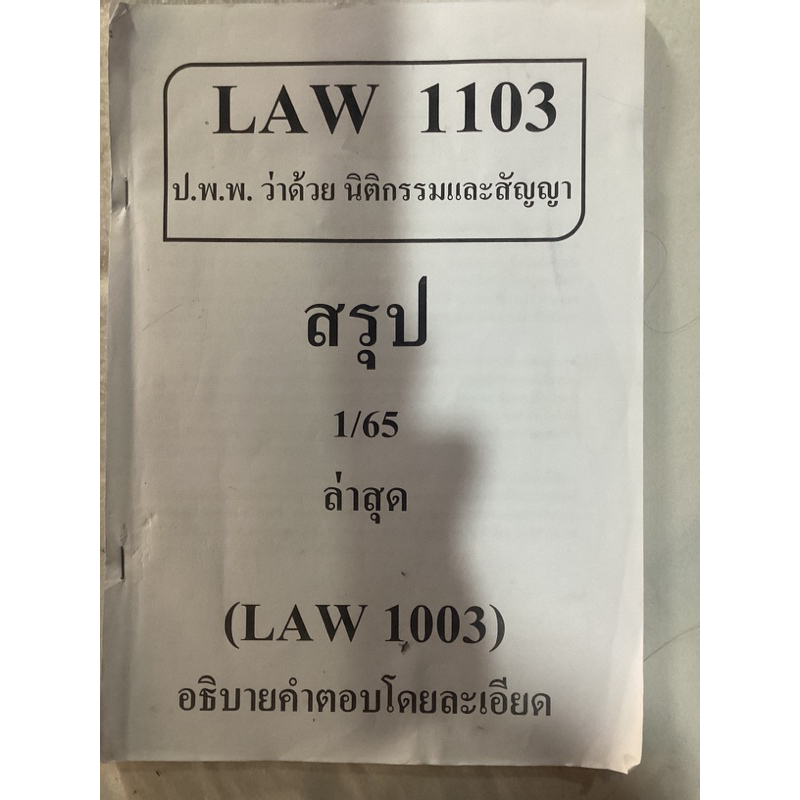 LAW 1103
ป.พ.พ. ว่าด้วย นิติกรรมและสัญญา
สรุป
1/65
ล่าสุด
(LAW 1003)
อธิบายคำตอบโดยละเอียด